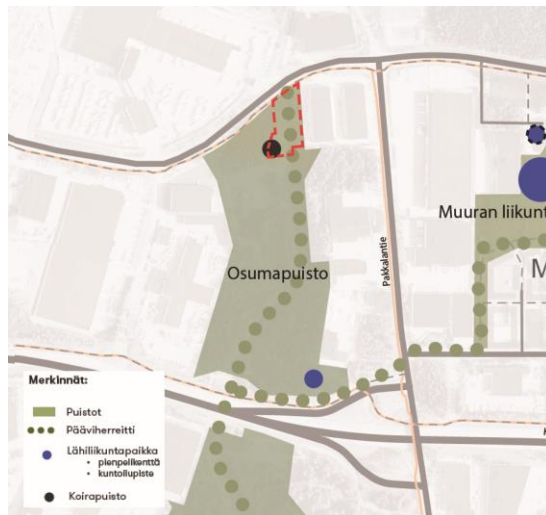 Muuran liikunt
Osumapuisto
Pakkalantie
M
Merkinnät:
Puistot
Pääviherreitti
Lähiliikuntapaikka
• pienpelikenttä
• kuntoilupiste
Koirapuisto